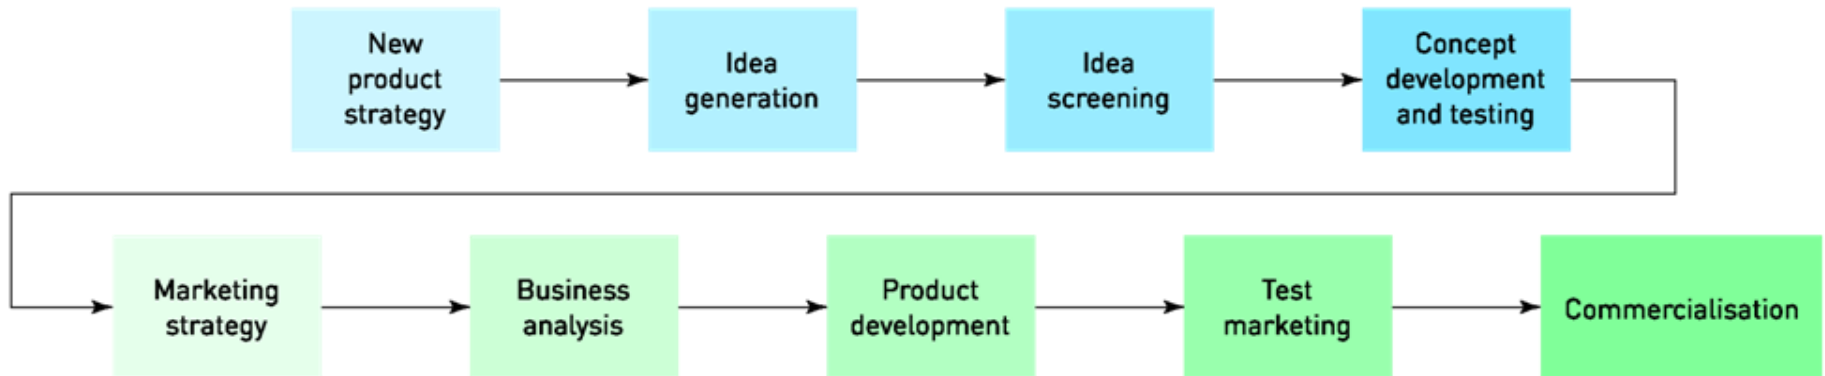 New
product
strategy
Idea
generation
Idea
screening
Concept
development
and testing
Marketing
strategy
Business
analysis
Product
development
Test
marketing
Commercialisation